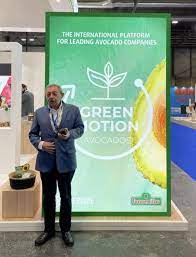 THE INTERNATIONAL PLATFORM
FOR LEADING AVOCADO COMPANIES.
GREEN
MOTION
AVOCADOS